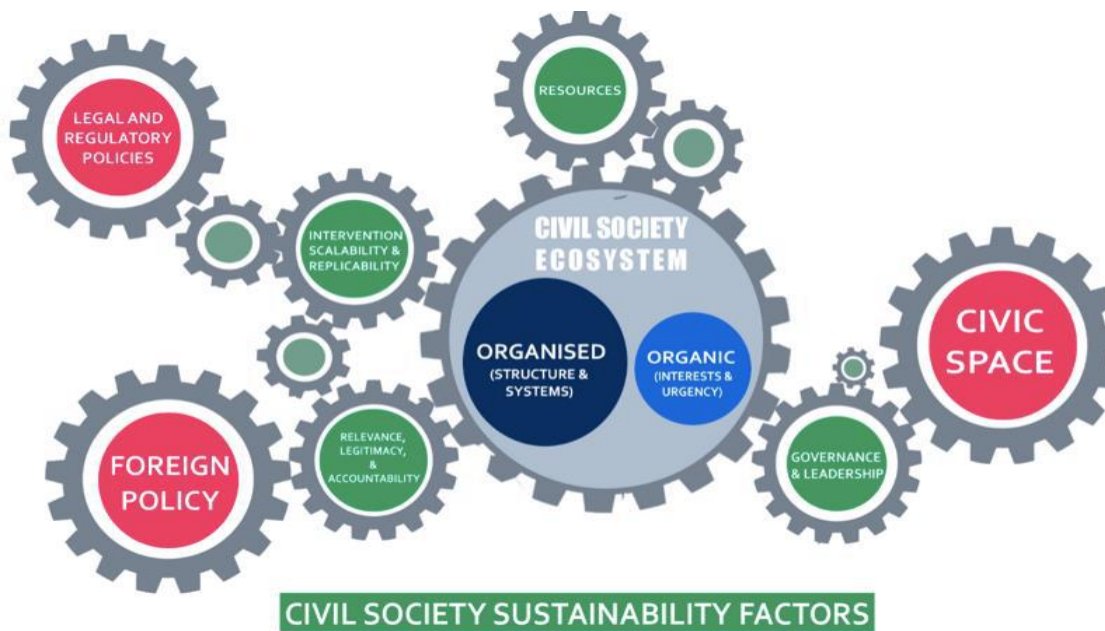 LEGAL AND
REGULATORY
POLICIES
RESOURCES
INTERVENTION
SCALABILITY &
REPLICABILITY
CIVIL SOCIETY
ECOSYSTEM
ORGANISED
(STRUCTURE &
SYSTEMS)
ORGANIC
(INTERESTS &
URGENCY)
CIVIC
SPACE
FOREIGN
POLICY
RELEVANCE,
LEGITIMACY,
&
ACCOUNTABILITY
GOVERNANCE
& LEADERSHIP
CIVIL SOCIETY SUSTAINABILITY FACTORS